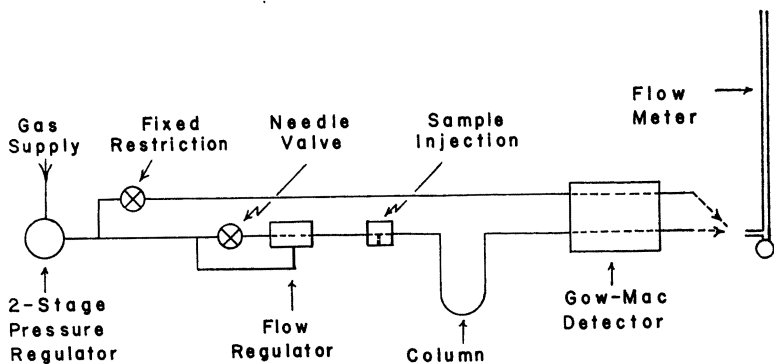 Gas
Supply
Fixed
Restriction
Needle
Valve
Sample
Injection
Flow
Meter
2-Stage
Pressure
Regulator
Flow
Regulator
Column
Gow-Mac
Detector